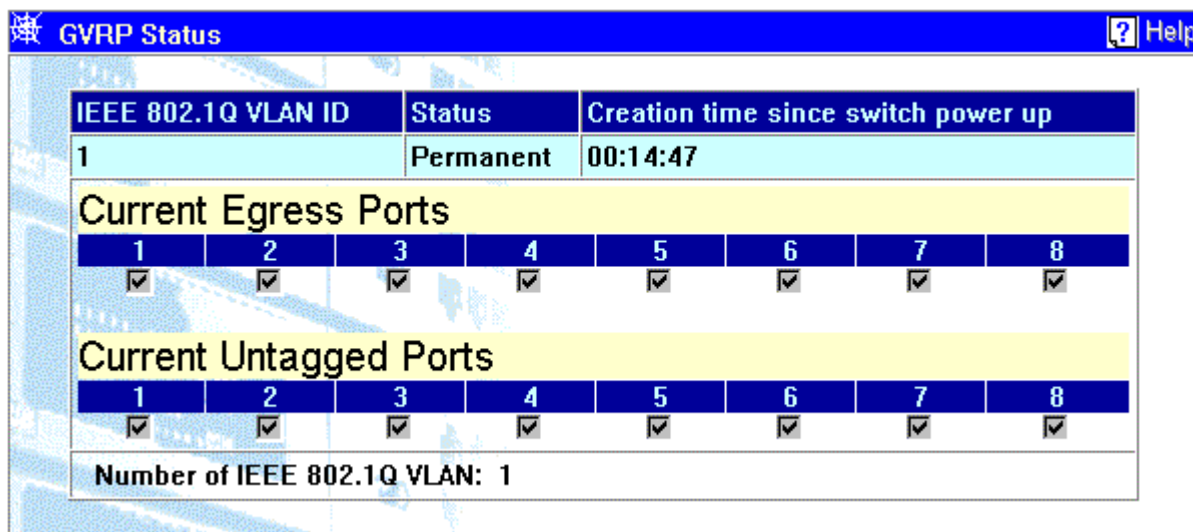 GVRP Status ? Help
IEEE 802.1Q VLAN ID Status Creation time since switch power up
1 Permanent 00:14:47
Current Egress Ports
1 2 3 4 5 6 7 8
Current Untagged Ports
1 2 3 4 5 6 7 8
Number of IEEE 802.1Q VLAN: 1